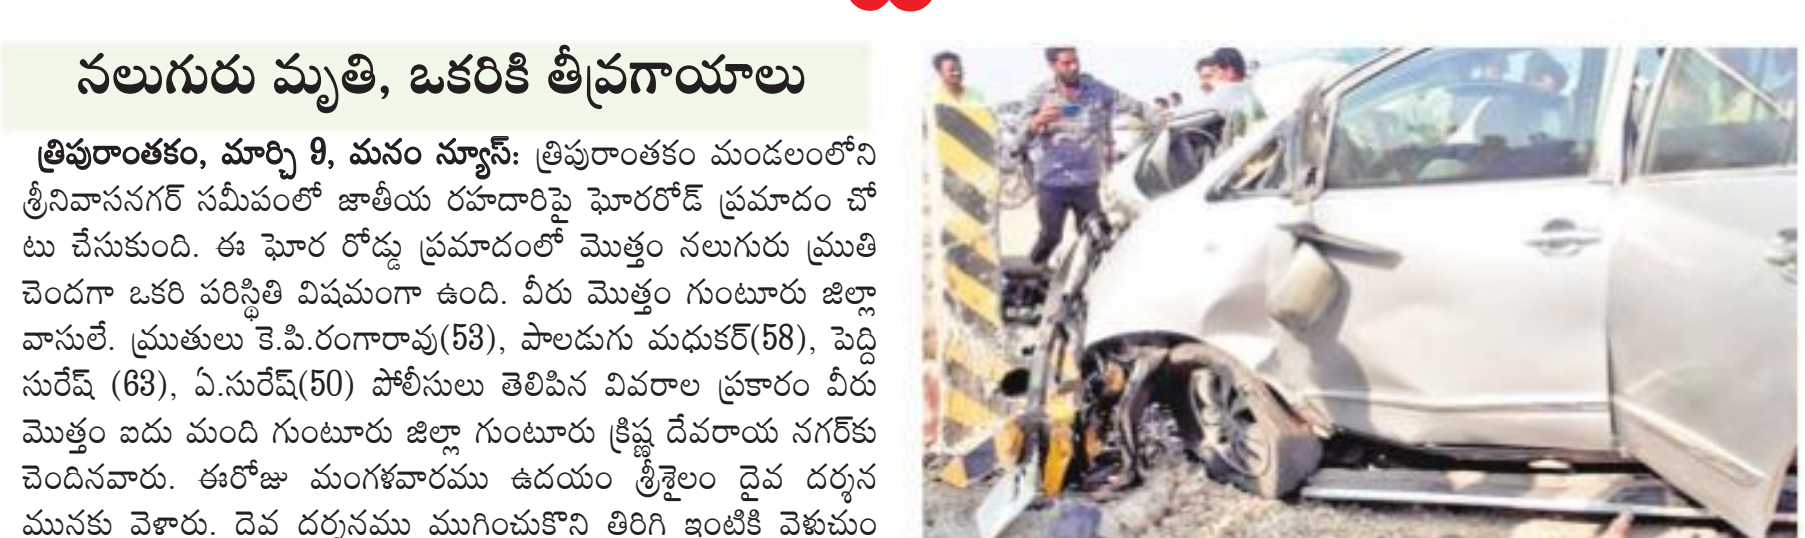 నలుగురు మృతి, ఒకరికి తీవ్రగాయాలు
త్రిపురాంతకం, మార్చి 9, మనం న్యూస్: త్రిపురాంతకం మండలంలోని
శ్రీనివాసనగర్ సమీపంలో జాతీయ రహదారిపై ఘోరరోడ్ ప్రమాదం చో
టు చేసుకుంది. ఈ ఘోర రోడ్డు ప్రమాదంలో మొత్తం నలుగురు మ్రుతి
చెందగా ఒకరి పరిస్థితి విషమంగా ఉంది. వీరు మొత్తం గుంటూరు జిల్లా
వాసులే. మ్రుతులు కె.పి.రంగారావు(53), పాలడుగు మధుకర్(58), పెద్ది
సురేష్ (63), ఏ.సురేష్(50) పోలీసులు తెలిపిన వివరాల ప్రకారం వీరు
మొత్తం ఐదు మంది గుంటూరు జిల్లా గుంటూరు క్రిష్ణ దేవరాయ నగర్‌కు
చెందినవారు. ఈరోజు మంగళవారము ఉదయం శ్రీశైలం దైవ దర్శన
మునకు వెళ్లారు. దైవ దర్శనము ముగించుకొని తిరిగి ఇంటికి వెళుచుం